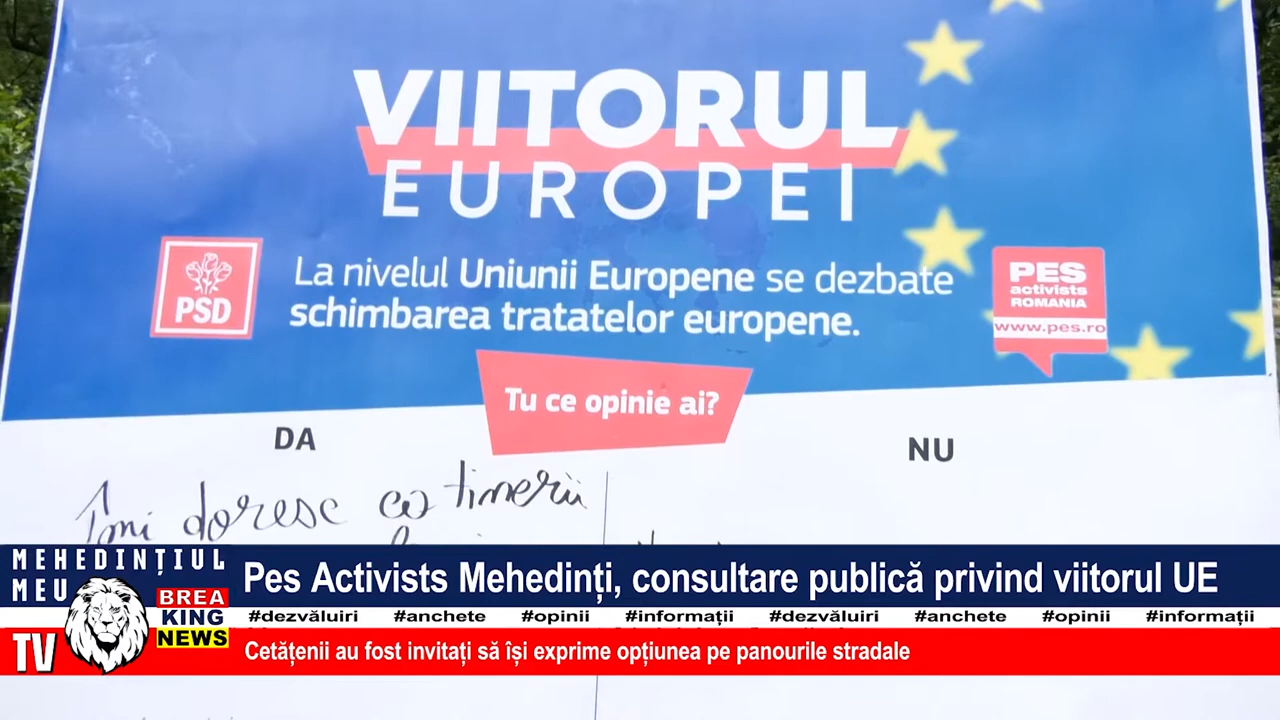 VIITORUL
EUROPEI
PSD
La nivelul Uniunii Europene se dezbate
schimbarea tratatelor europene.
PES
activists
ROMANIA
www.pes.ro
Tu ce opinie ai?
DA
NU
Îmi doresc ca tinerii
MEHEDINȚIUL
MEU
TV
BREA
KING
NEWS
Pes Activists Mehedinți, consultare publică privind viitorul UE
#dezvăluiri #anchete #opinii #informații #dezvăluiri #anchete #opinii #informații
Cetățenii au fost invitați să își exprime opțiunea pe panourile stradale